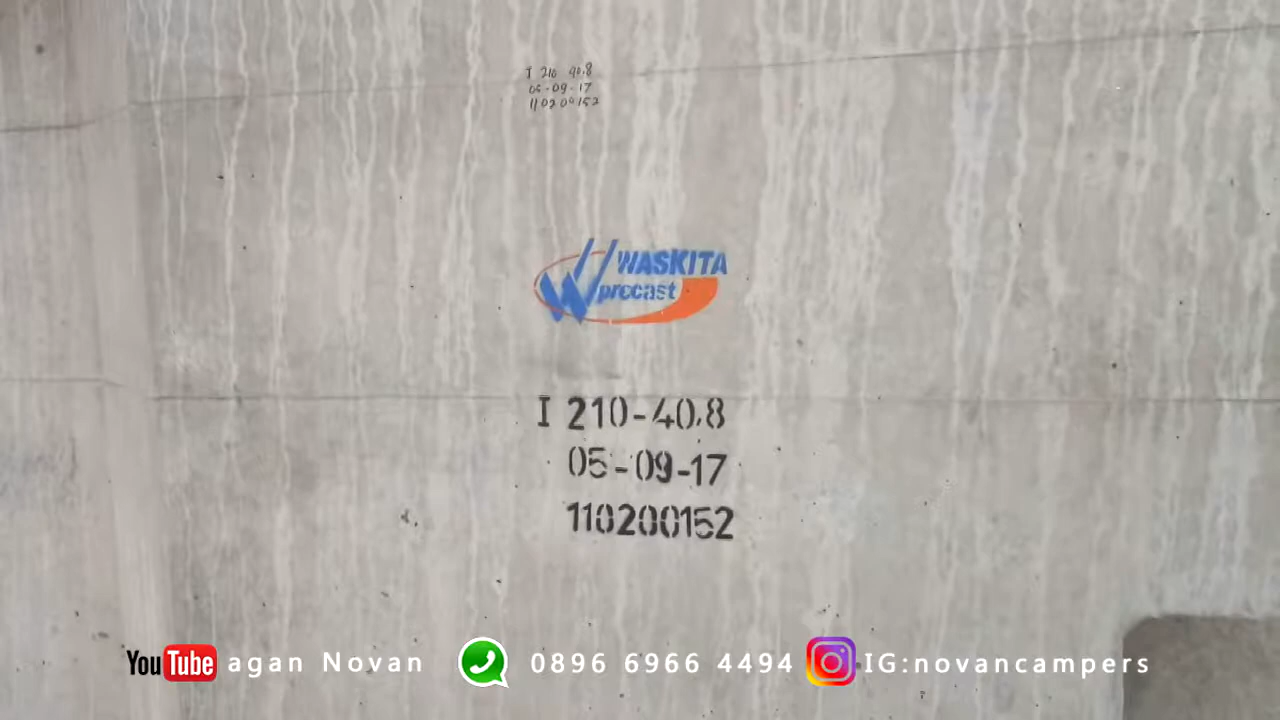 I 210 40.8
05-09-17
110200152
WASKITA
precast
I 210-40.8
05-09-17
110200152
YouTube agan Novan 0896 6966 4494 IG:novancampers